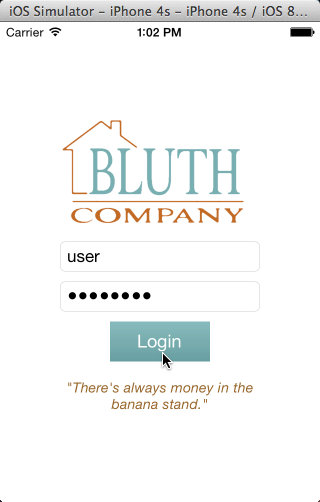 iOS Simulator - iPhone 4s - iPhone 4s / iOS 8...
Carrier 1:02 PM
BLUTH
COMPANY
user
••••••••
Login
"There's always money in the
banana stand."